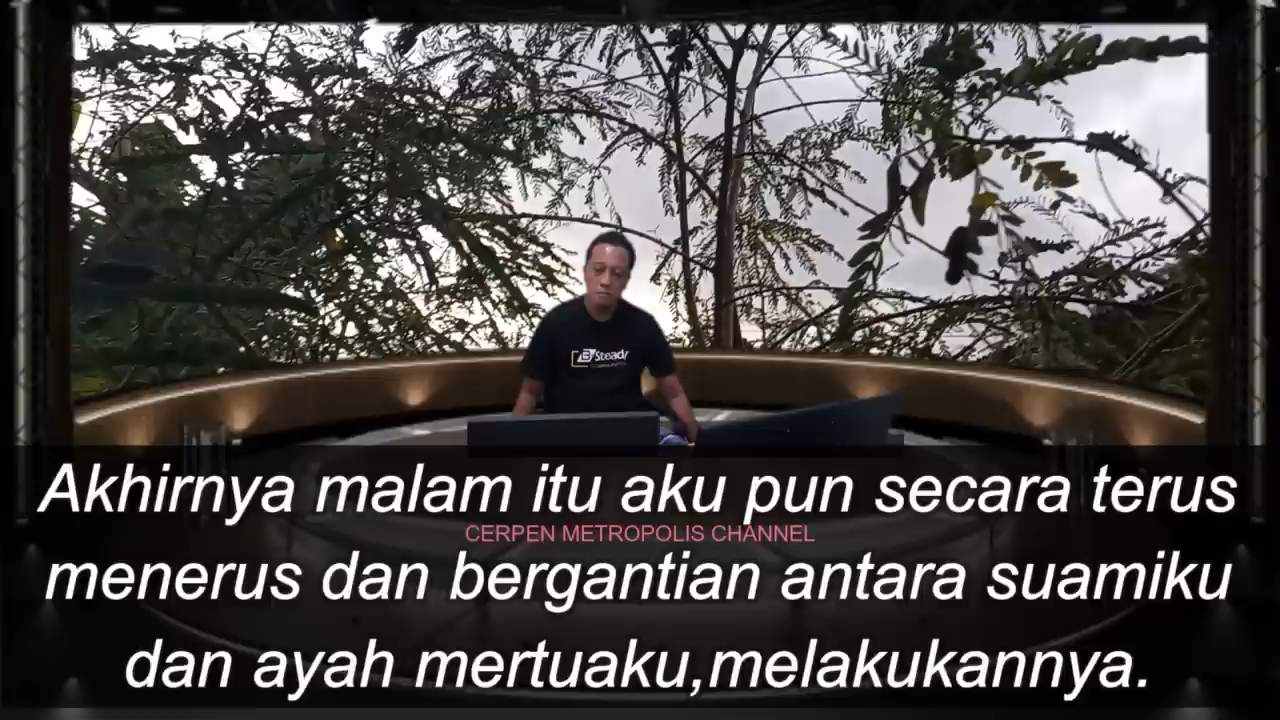 Steady
Akhirnya malam itu aku pun secara terus
CERPEN METROPOLIS CHANNEL
menerus dan bergantian antara suamiku
dan ayah mertuaku,melakukannya.